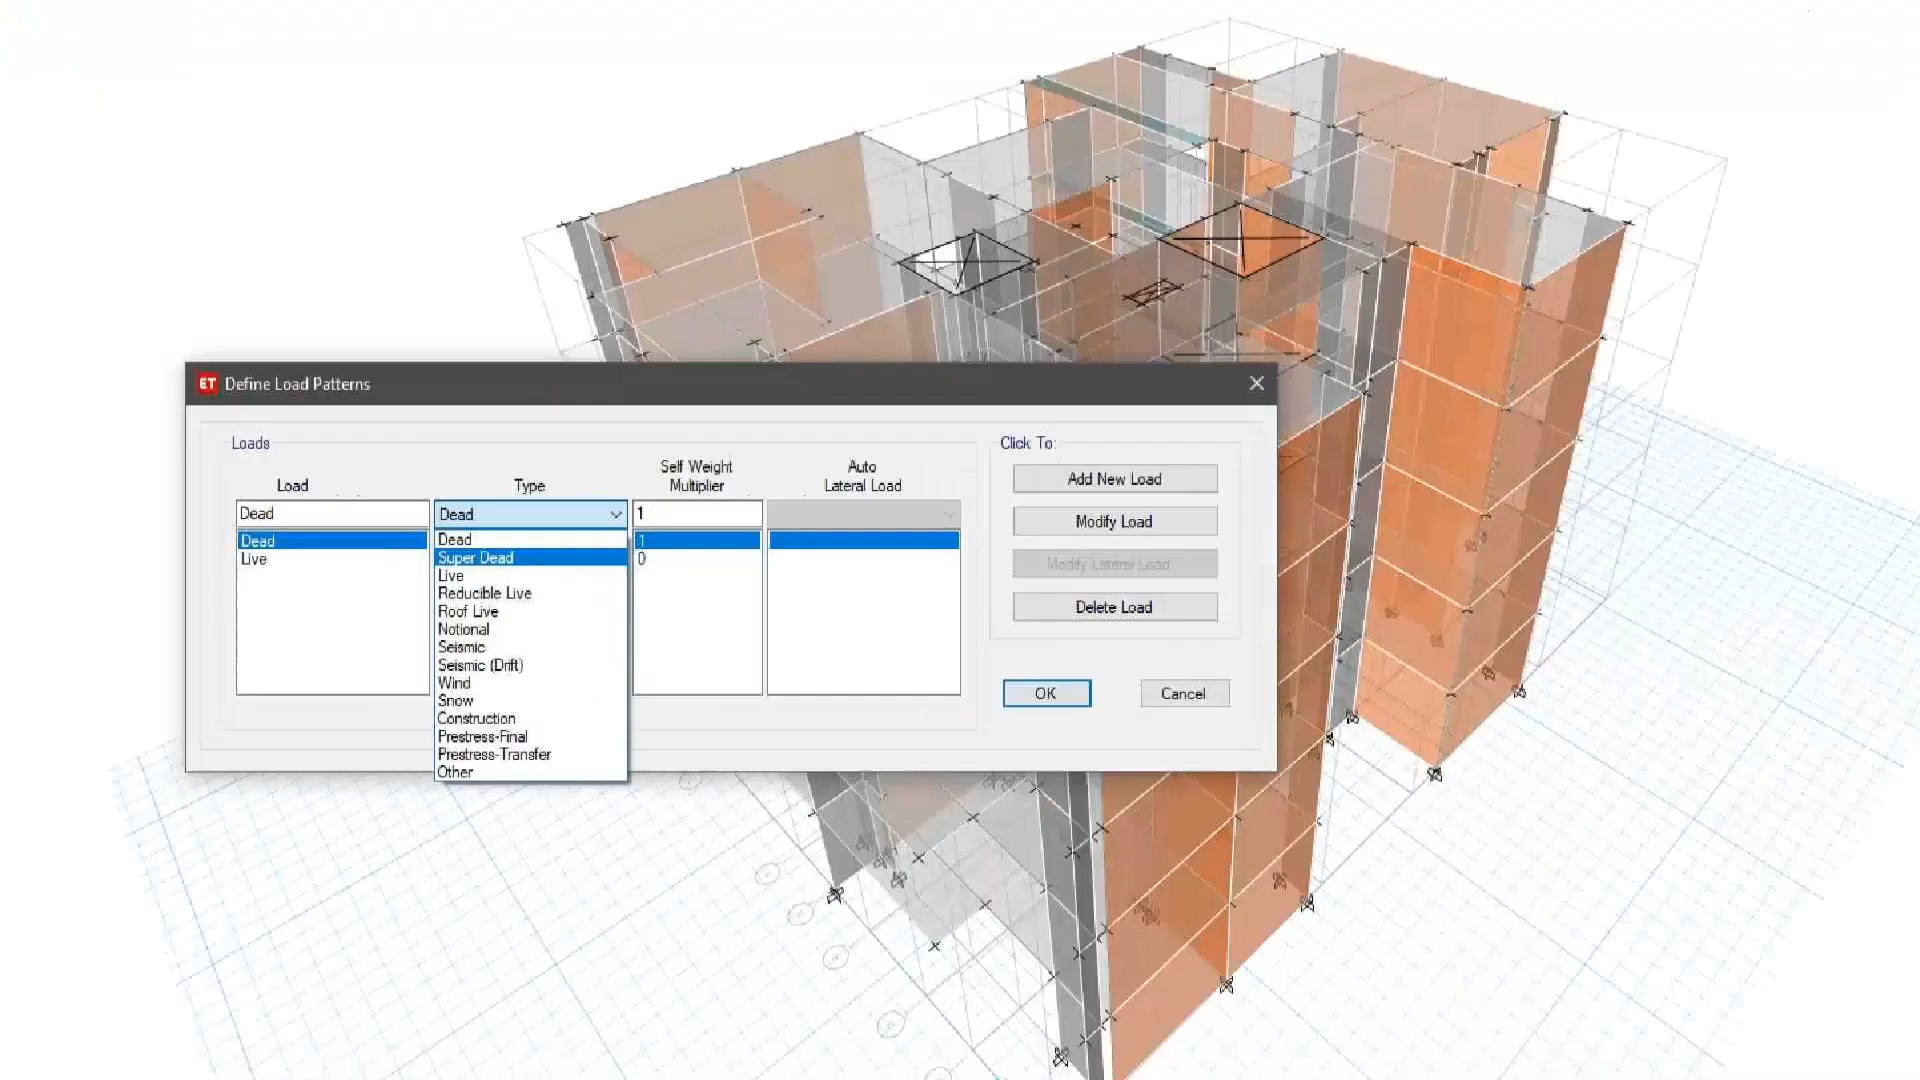 ET Define Load Patterns
Loads
Click To:
Load
Type
Self Weight
Multiplier
Auto
Lateral Load
Dead
Dead
1
Dead
1
Live
0
Dead
Super Dead
Live
Reducible Live
Roof Live
Notional
Seismic
Seismic (Drift)
Wind
Snow
Construction
Prestress-Final
Prestress-Transfer
Other
Add New Load
Modify Load
Modify Lateral Load
Delete Load
OK
Cancel